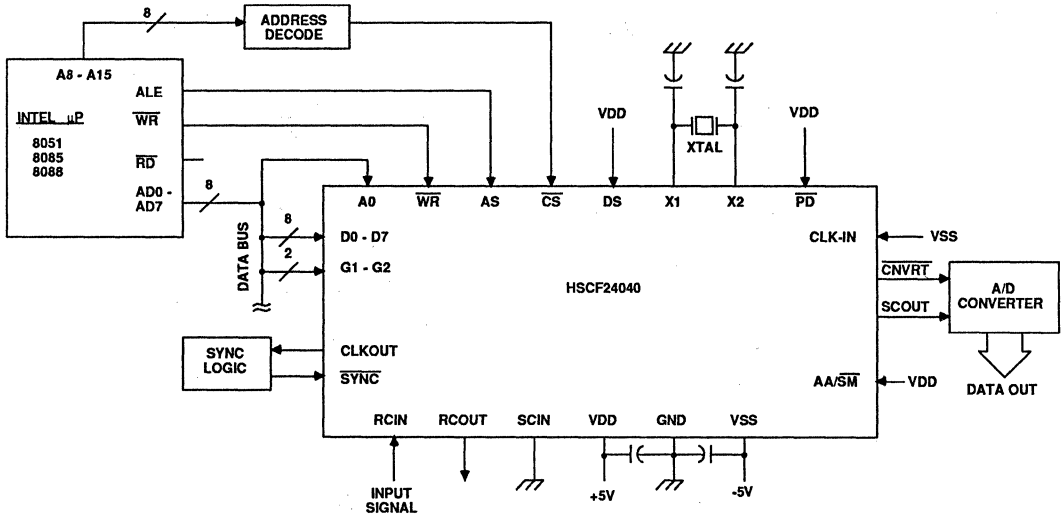 8
ADDRESS
DECODE
A8 - A15
ALE
INTEL μP
WR
8051
8085
8088
RD
AD0 -
AD7
8
VDD
XTAL
VDD
A0
WR
AS
CS
DS
X1
X2
PD
DATA BUS
8
D0 - D7
2
G1 - G2
HSCF24040
CLK-IN
VSS
CNVRT
SCOUT
A/D
CONVERTER
DATA OUT
SYNC
LOGIC
CLKOUT
SYNC
AA/SM
VDD
RCIN
RCOUT
SCIN
VDD
GND
VSS
INPUT
SIGNAL
+5V
-5V